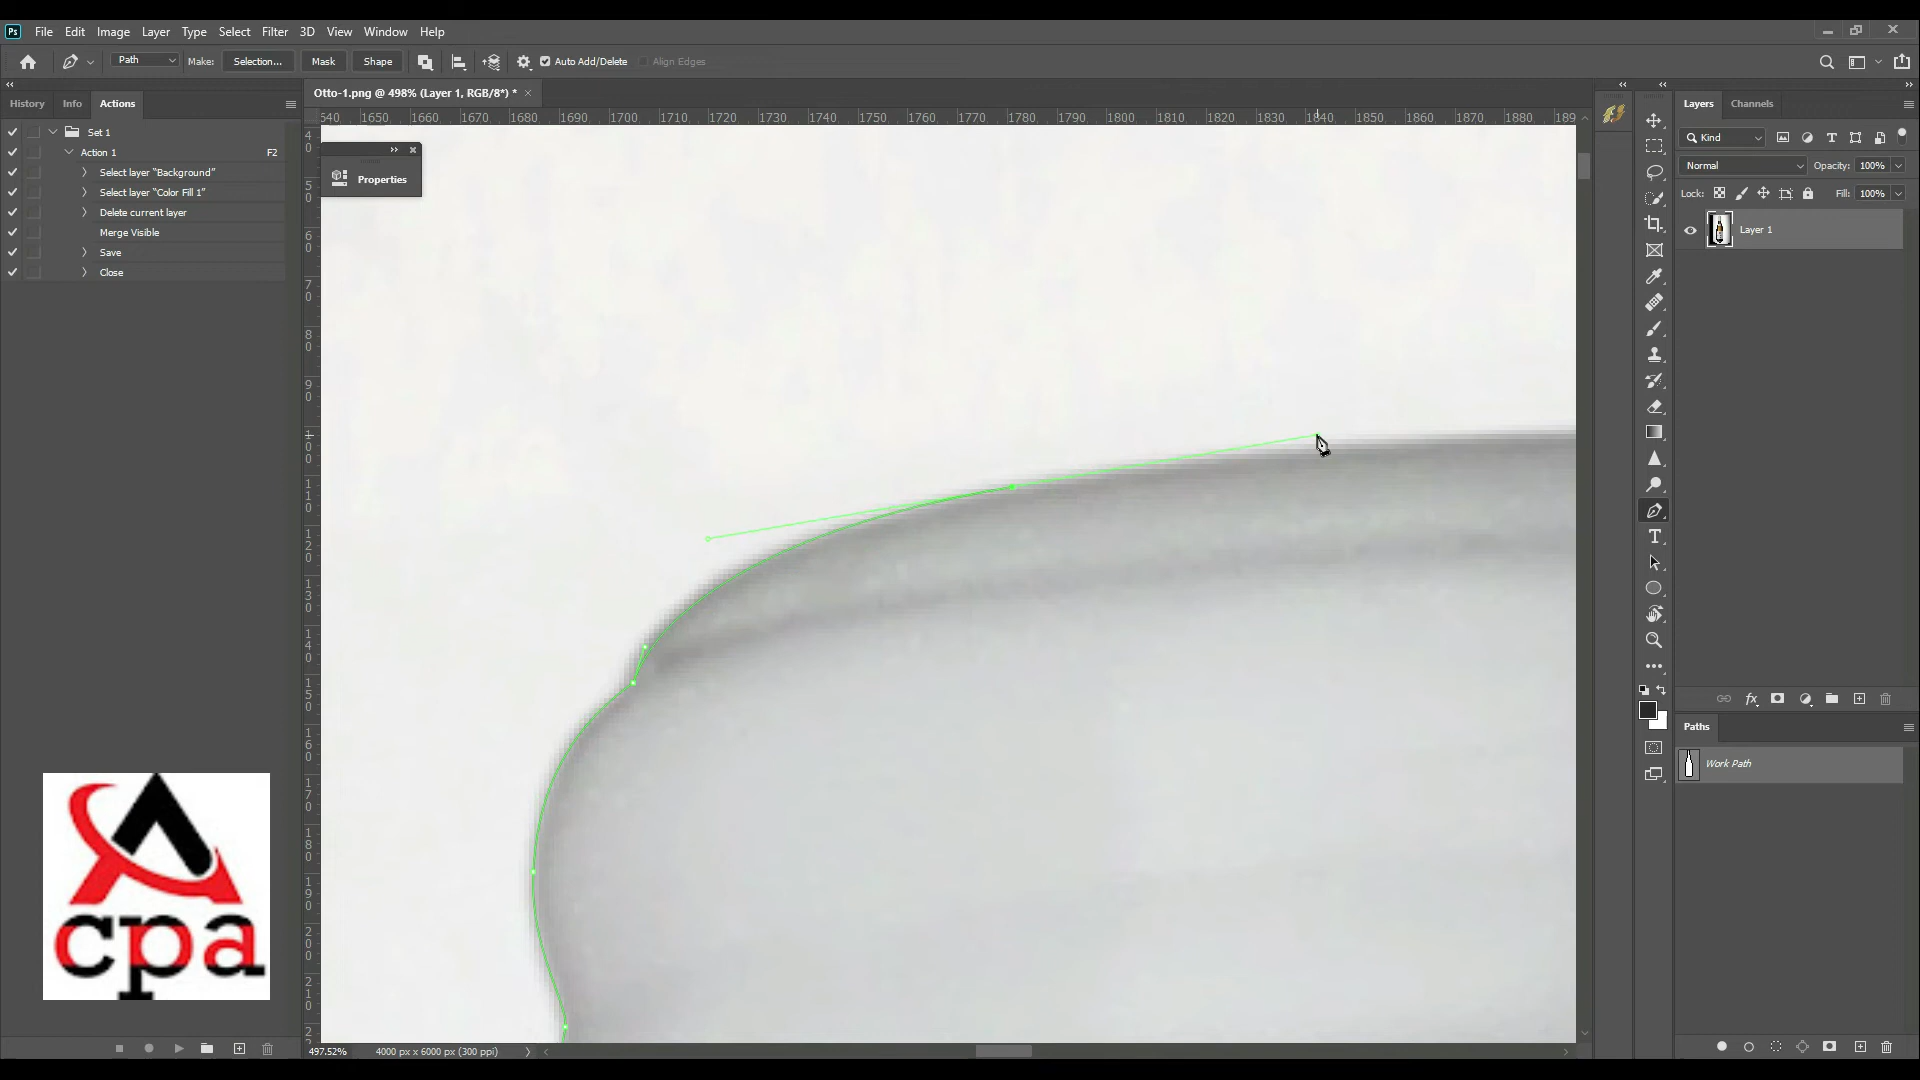 Ps File Edit Image Layer Type Select Filter 3D View Window Help
Path Make: Selection... Mask Shape Auto Add/Delete Align Edges
Otto-1.png @ 498% (Layer 1, RGB/8*) *
History Info Actions
Layers Channels
640 1650 1660 1670 1680 1690 1700 1710 1720 1730 1740 1750 1760 1770 1780 1790 1800 1810 1820 1830 1840 1850 1860 1870 1880 189
Set 1
Action 1 F2
Select layer "Background"
Select layer "Color Fill 1"
Delete current layer
Merge Visible
Save
Close
Properties
Kind
Normal Opacity: 100%
Lock: Fill: 100%
Layer 1
fx
Paths
Work Path
cpa
497.52% 4000 px x 6000 px (300 ppi)